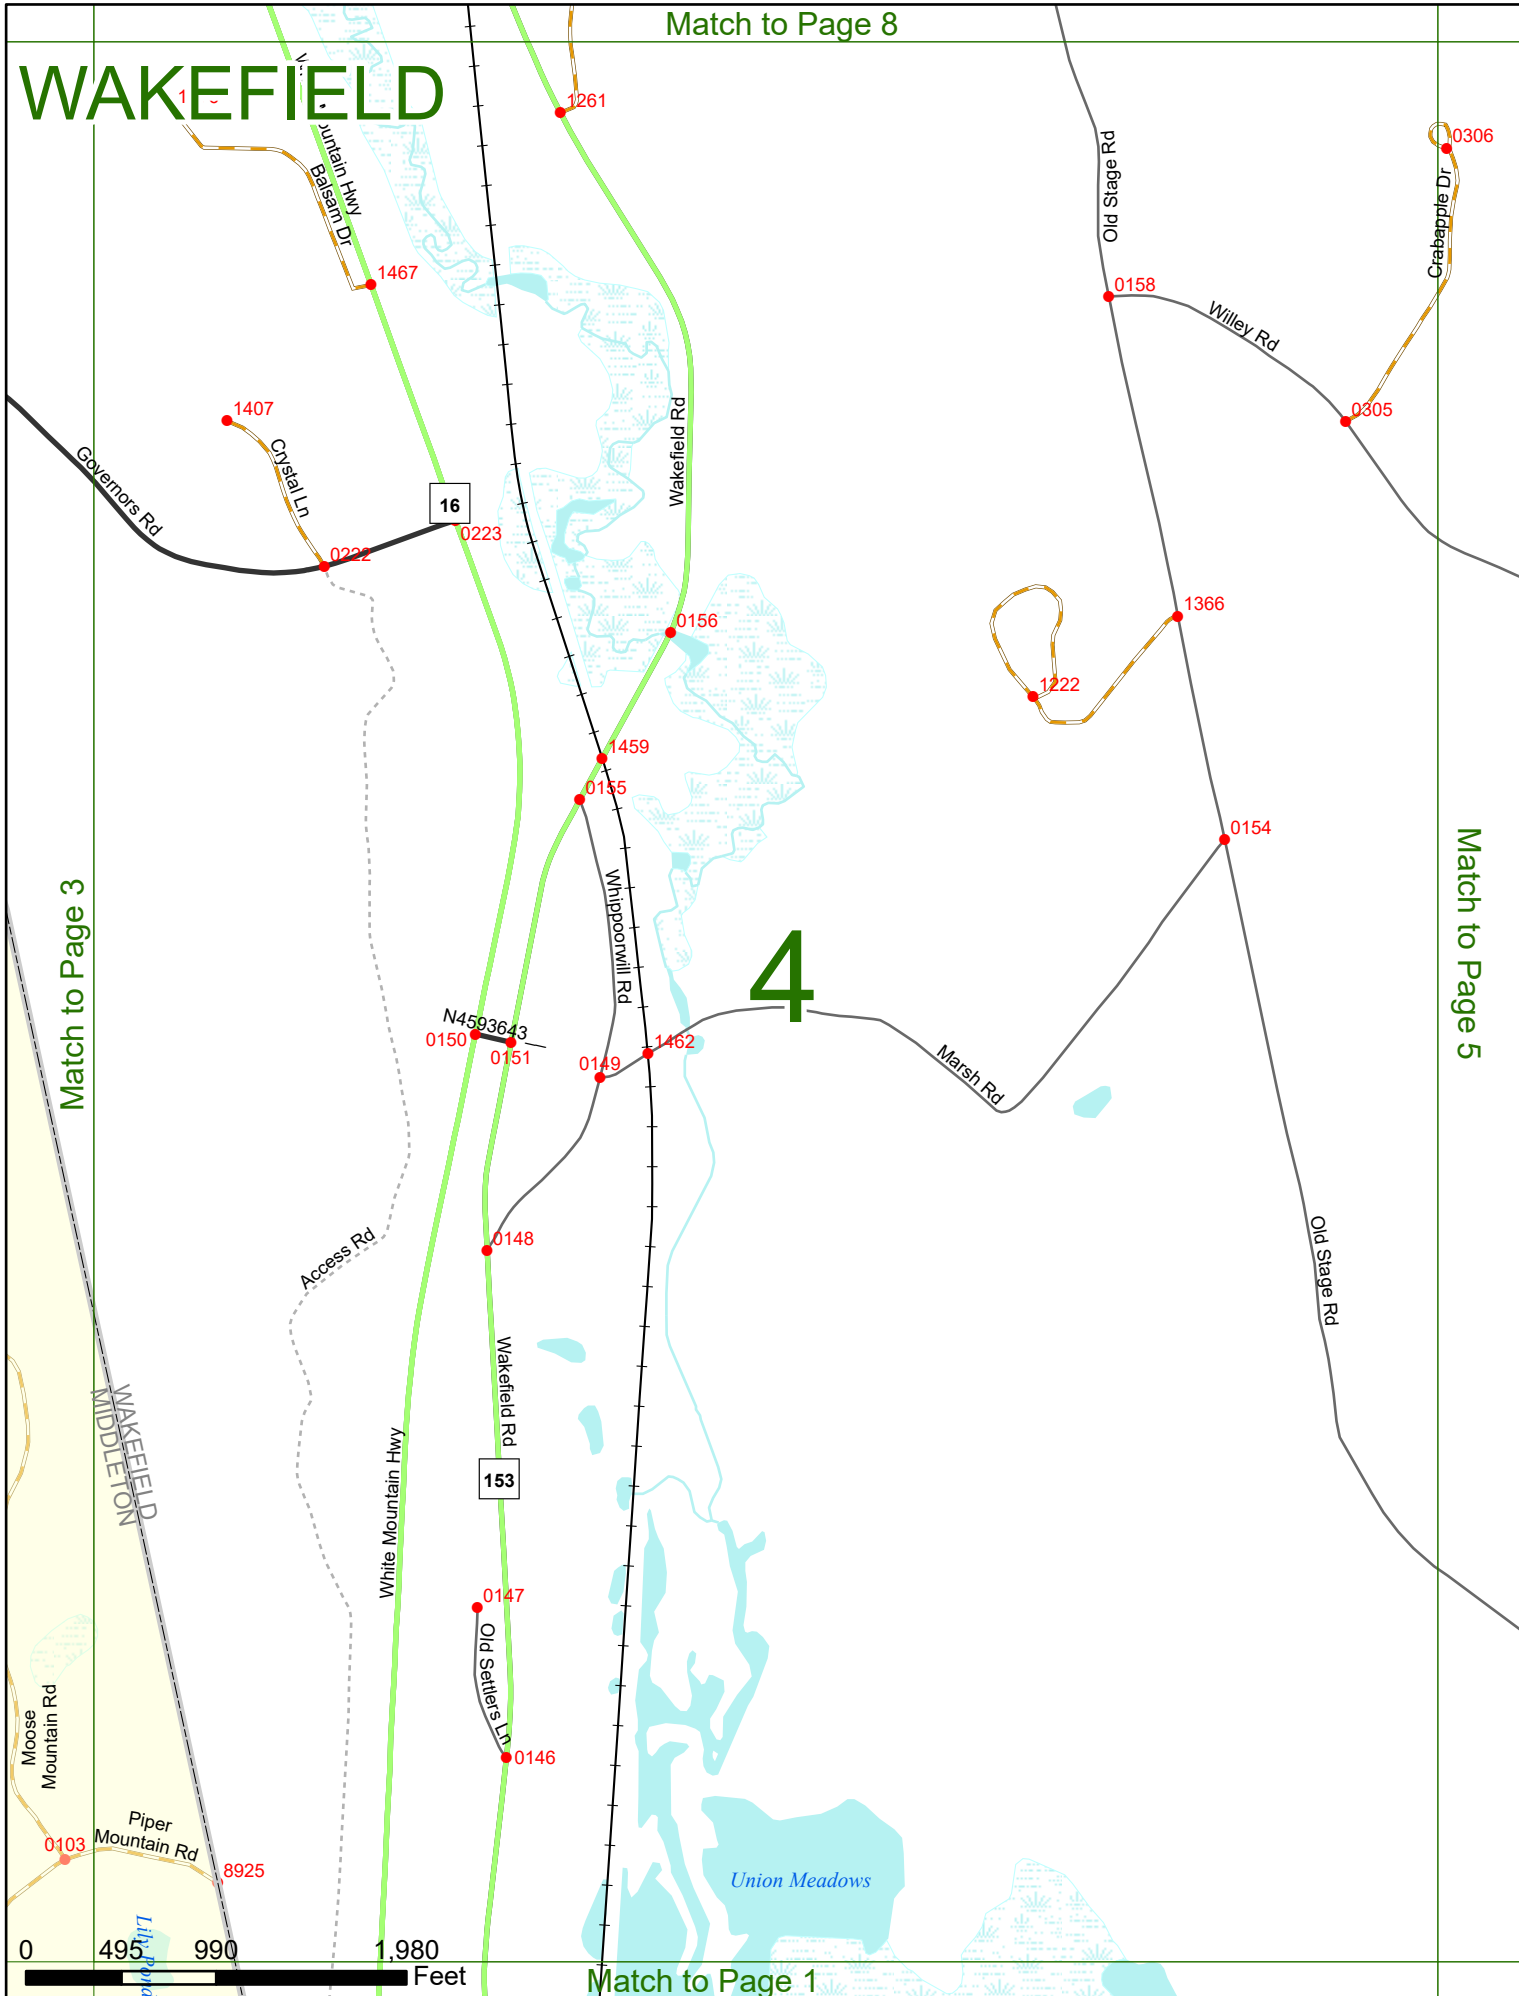 Match to Page 8
WAKEFIELD
1261
0306
Mountain Hwy
Balsam Dr
Old Stage Rd
Crabapple Dr
1467
0158
Willey Rd
1407
Crystal Ln
Governors Rd
Wakefield Rd
0305
16
0223
0222
0156
1366
1222
1459
0155
0154
Match to Page 3
Match to Page 5
Whippoorwill Rd
4
N4593643
0150
0151
0149
1462
Marsh Rd
Access Rd
0148
Old Stage Rd
Wakefield Rd
White Mountain Hwy
WAKEFIELD
MIDDLETON
153
0147
Old Settlers Ln
0146
Moose
Mountain Rd
Piper
Mountain Rd
0103
8925
Union Meadows
Lily Pond
0 495 990 1,980
Feet
Match to Page 1